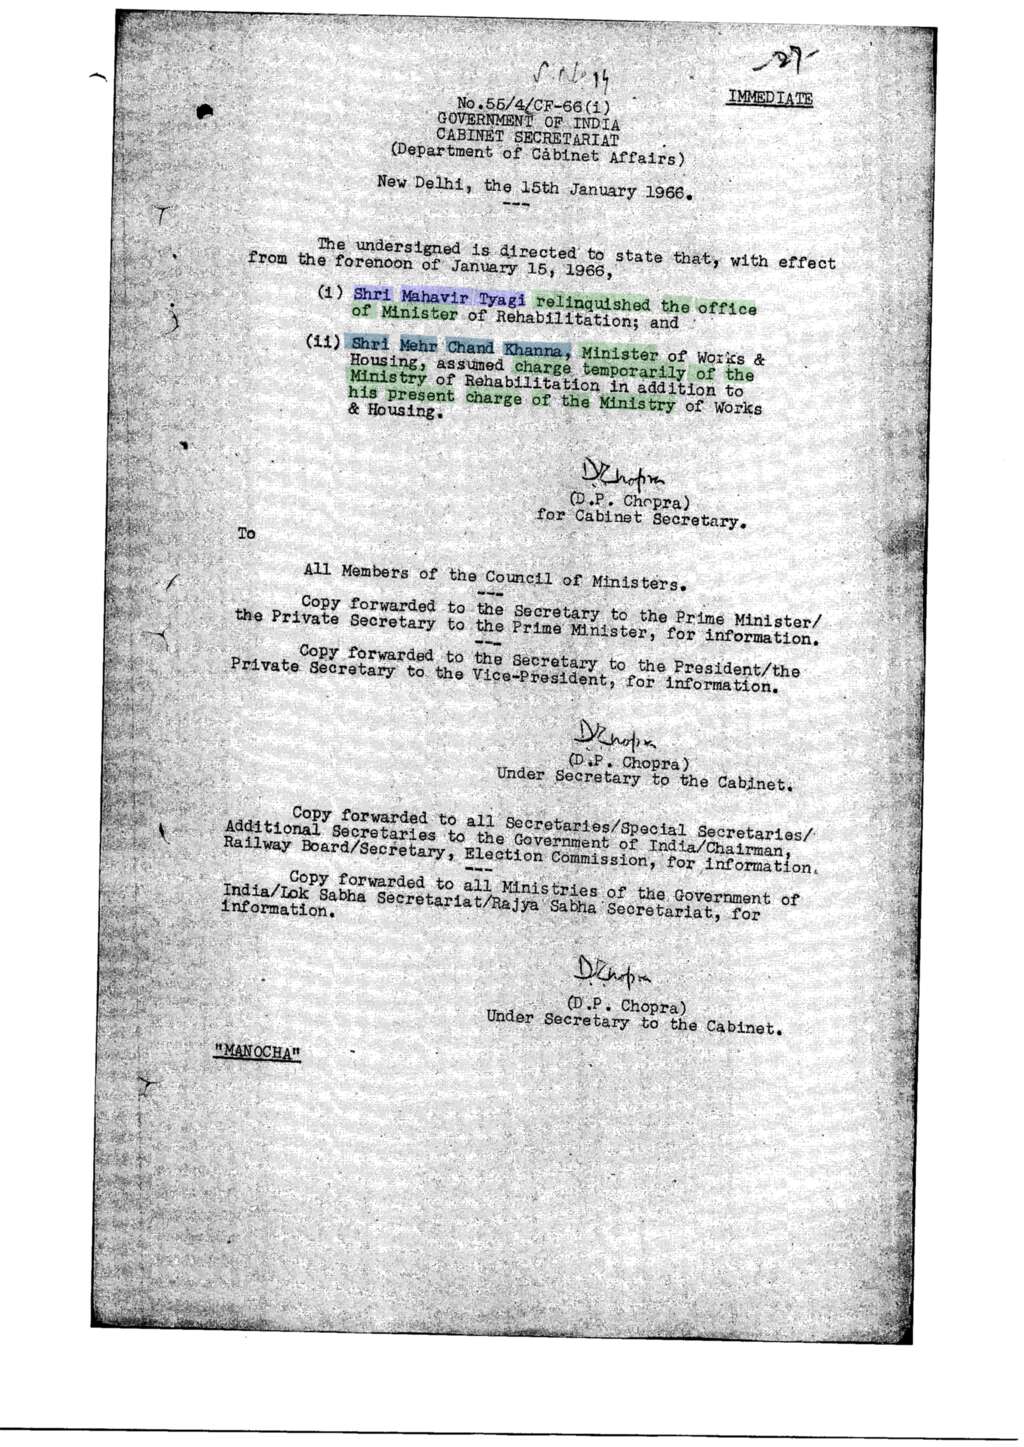 S.No 14
27
No.55/4/CF-66(i)
IMMEDIATE
GOVERNMENT OF INDIA
CABINET SECRETARIAT
(Department of Cabinet Affairs)
New Delhi, the 15th January 1966.
---
The undersigned is directed to state that, with effect
from the forenoon of January 15, 1966,
(i) Shri Mahavir Tyagi relinquished the office
of Minister of Rehabilitation; and
(ii) Shri Mehr Chand Khanna, Minister of Works &
Housing, assumed charge temporarily of the
Ministry of Rehabilitation in addition to
his present charge of the Ministry of Works
& Housing.
DPChopra
(D.P. Chopra)
for Cabinet Secretary.
To
All Members of the Council of Ministers.
---
Copy forwarded to the Secretary to the Prime Minister/
the Private Secretary to the Prime Minister, for information.
---
Copy forwarded to the Secretary to the President/the
Private Secretary to the Vice-President, for information.
DPChopra
(D.P. Chopra)
Under Secretary to the Cabinet.
Copy forwarded to all Secretaries/Special Secretaries/
Additional Secretaries to the Government of India/Chairman,
Railway Board/Secretary, Election Commission, for information.
---
Copy forwarded to all Ministries of the Government of
India/Lok Sabha Secretariat/Rajya Sabha Secretariat, for
information.
DPChopra
(D.P. Chopra)
Under Secretary to the Cabinet.
"MANOCHA"